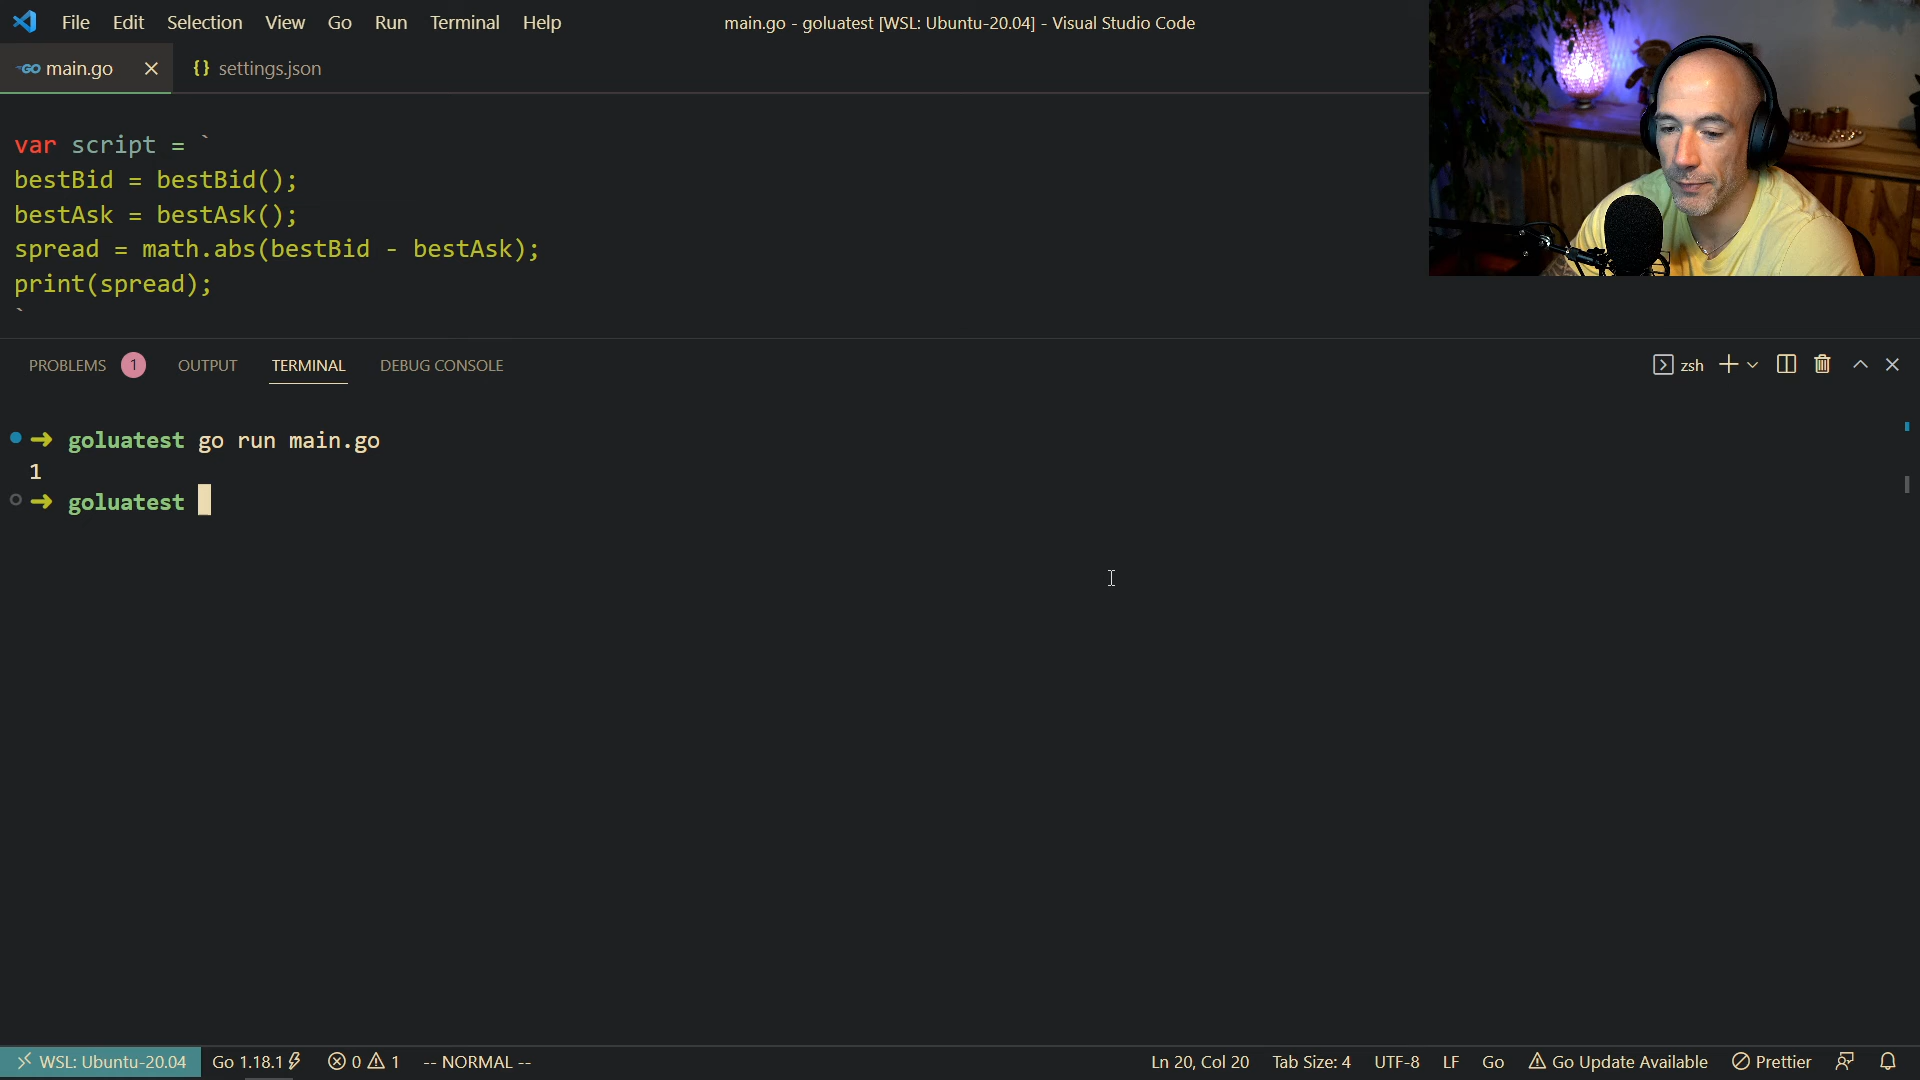 File Edit Selection View Go Run Terminal Help
main.go - goluatest [WSL: Ubuntu-20.04] - Visual Studio Code
GO main.go
{} settings.json
var script = `
bestBid = bestBid();
bestAsk = bestAsk();
spread = math.abs(bestBid - bestAsk);
print(spread);
`
PROBLEMS 1 OUTPUT TERMINAL DEBUG CONSOLE
zsh
➜ goluatest go run main.go
1
➜ goluatest
WSL: Ubuntu-20.04 Go 1.18.1 0 1 -- NORMAL --
Ln 20, Col 20 Tab Size: 4 UTF-8 LF Go Go Update Available Prettier